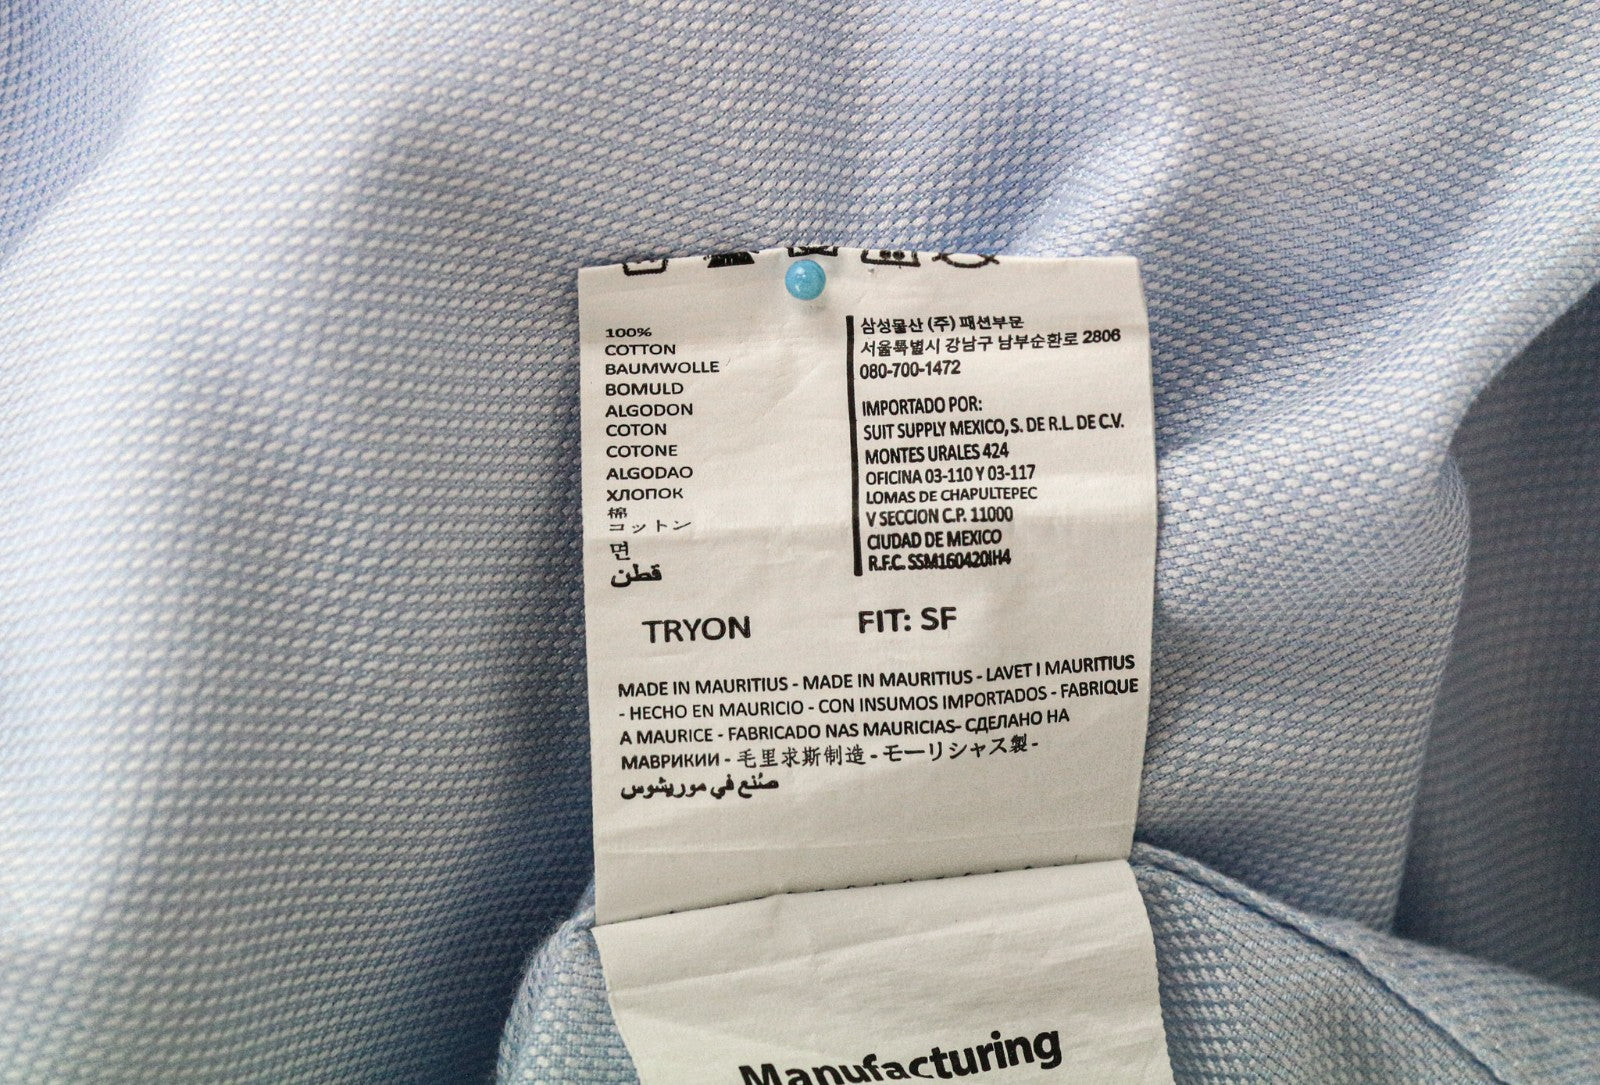 100%
COTTON
BAUMWOLLE
BOMULD
ALGODON
COTON
COTONE
ALGODAO
ХЛОПОК
棉
コットン
면
قطن
삼성물산 (주) 패션부문
서울특별시 강남구 남부순환로 2806
080-700-1472
IMPORTADO POR:
SUIT SUPPLY MEXICO, S. DE R.L. DE C.V.
MONTES URALES 424
OFICINA 03-110 Y 03-117
LOMAS DE CHAPULTEPEC
V SECCION C.P. 11000
CIUDAD DE MEXICO
R.F.C. SSM160420IH4
TRYON
FIT: SF
MADE IN MAURITIUS - MADE IN MAURITIUS - LAVET I MAURITIUS
- HECHO EN MAURICIO - CON INSUMOS IMPORTADOS - FABRIQUE
A MAURICE - FABRICADO NAS MAURICIAS- СДЕЛАНО НА
МАВРИКИИ - 毛里求斯制造 - モーリシャス製 -
صُنع في موريشوس
Manufacturing